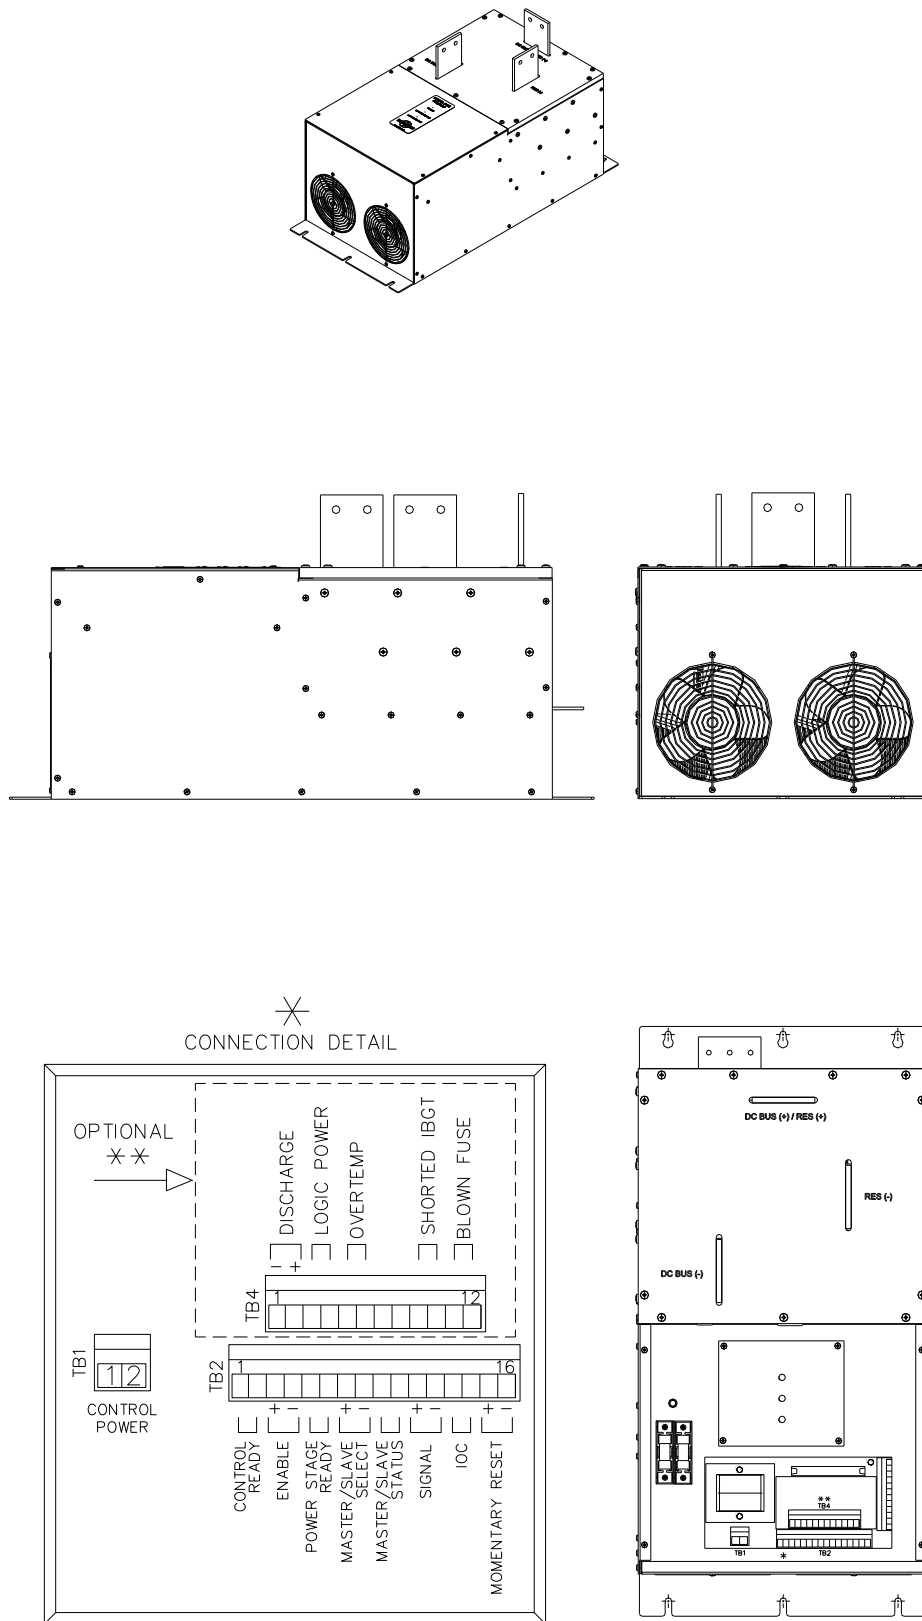 CONNECTION DETAIL
OPTIONAL
**
DISCHARGE
LOGIC POWER
OVERTEMP
SHORTED IBGT
BLOWN FUSE
- +
TB4
1 12
TB1
1 2
CONTROL
POWER
TB2
1 16
+ - + - + - + -
CONTROL
READY
ENABLE
POWER STAGE
READY
MASTER/SLAVE
SELECT
MASTER/SLAVE
STATUS
SIGNAL
IOC
MOMENTARY RESET
DC BUS (+) / RES (+)
RES (-)
DC BUS (-)
**
TB4
TB1
*
TB2